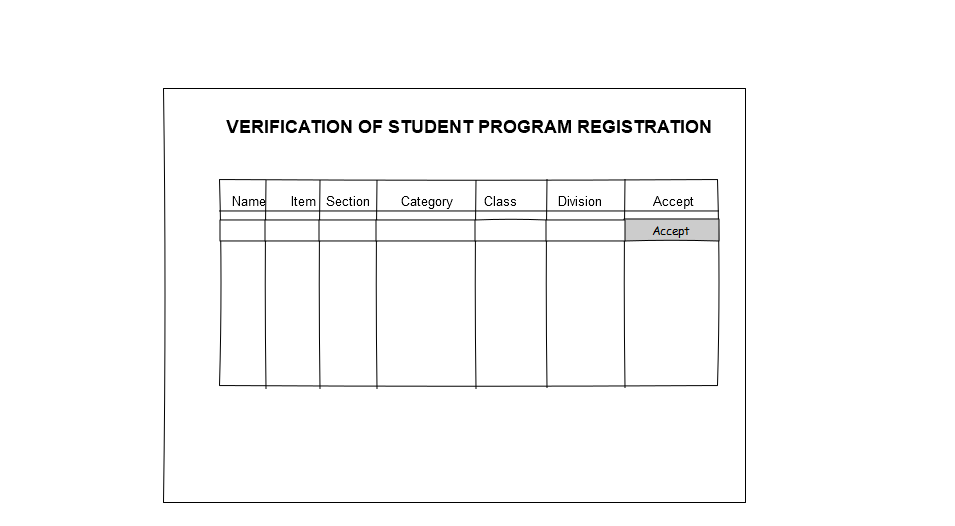 VERIFICATION OF STUDENT PROGRAM REGISTRATION
Name Item Section Category Class Division Accept
Accept